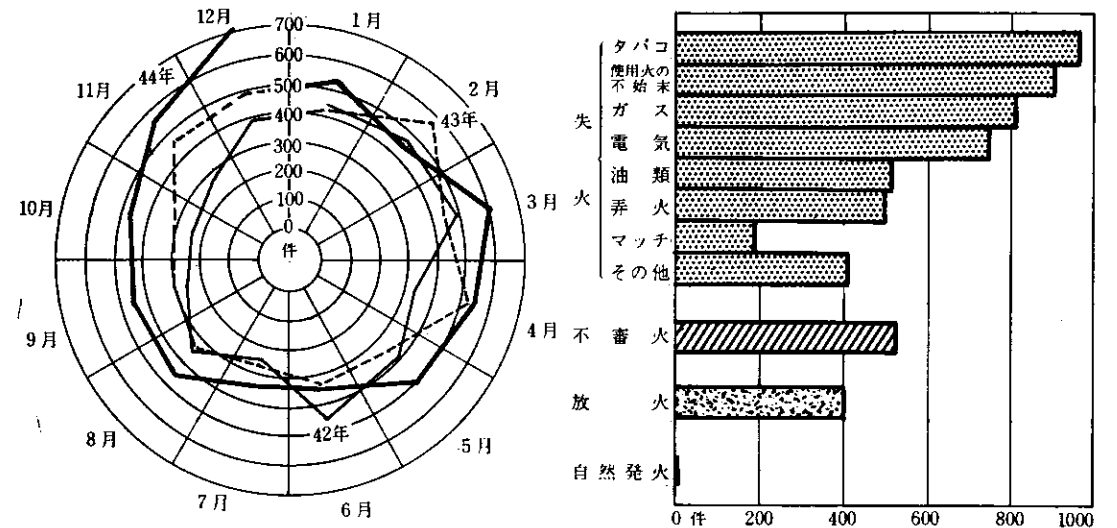 12月
700
1月
600
11月
44年
500
2月
400
43年
300
200
100
10月
0
3月
件
9月
4月
8月
42年
5月
7月
6月
失火
タバコ
使用火の不始末
ガス
電気
油類
弄火
マッチ
その他
不審火
放火
自然発火
0 件 200 400 600 800 1000